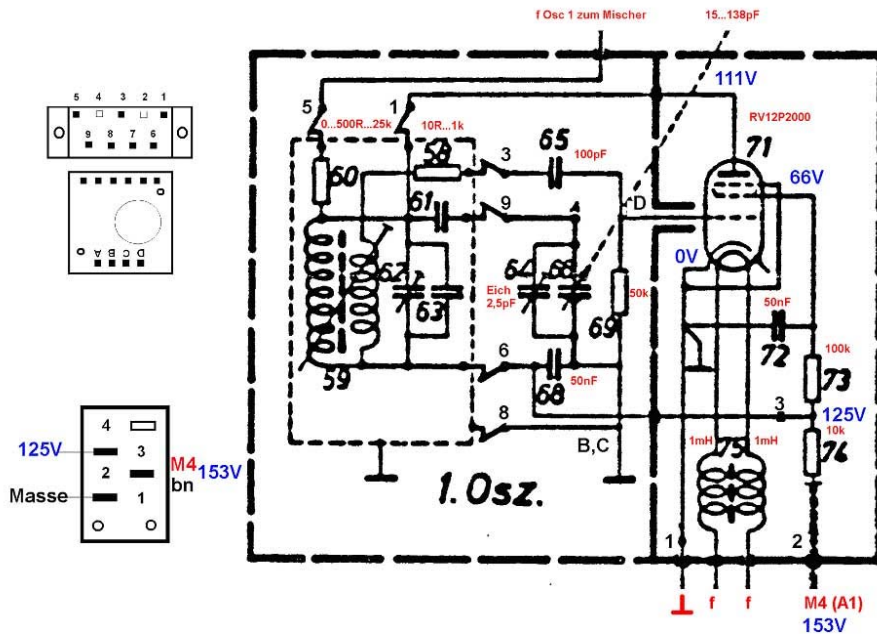 f Osc 1 zum Mischer
15...138pF
111V
5 4 3 2 1
9 8 7 6
5
1
0...500R...25k
10R...1k
RV12P2000
58
3
65
100pF
71
60
66V
61
9
D
A B C D
0V
62
63
64
66
Eich
2,5pF
50k
69
50nF
72
100k
73
59
6
68
50nF
3
125V
8
B,C
10k
74
1mH
75
1mH
4
3
125V
2
M4
153V
bn
Masse
1
1. Osz.
1
2
f
f
M4 (A1)
153V